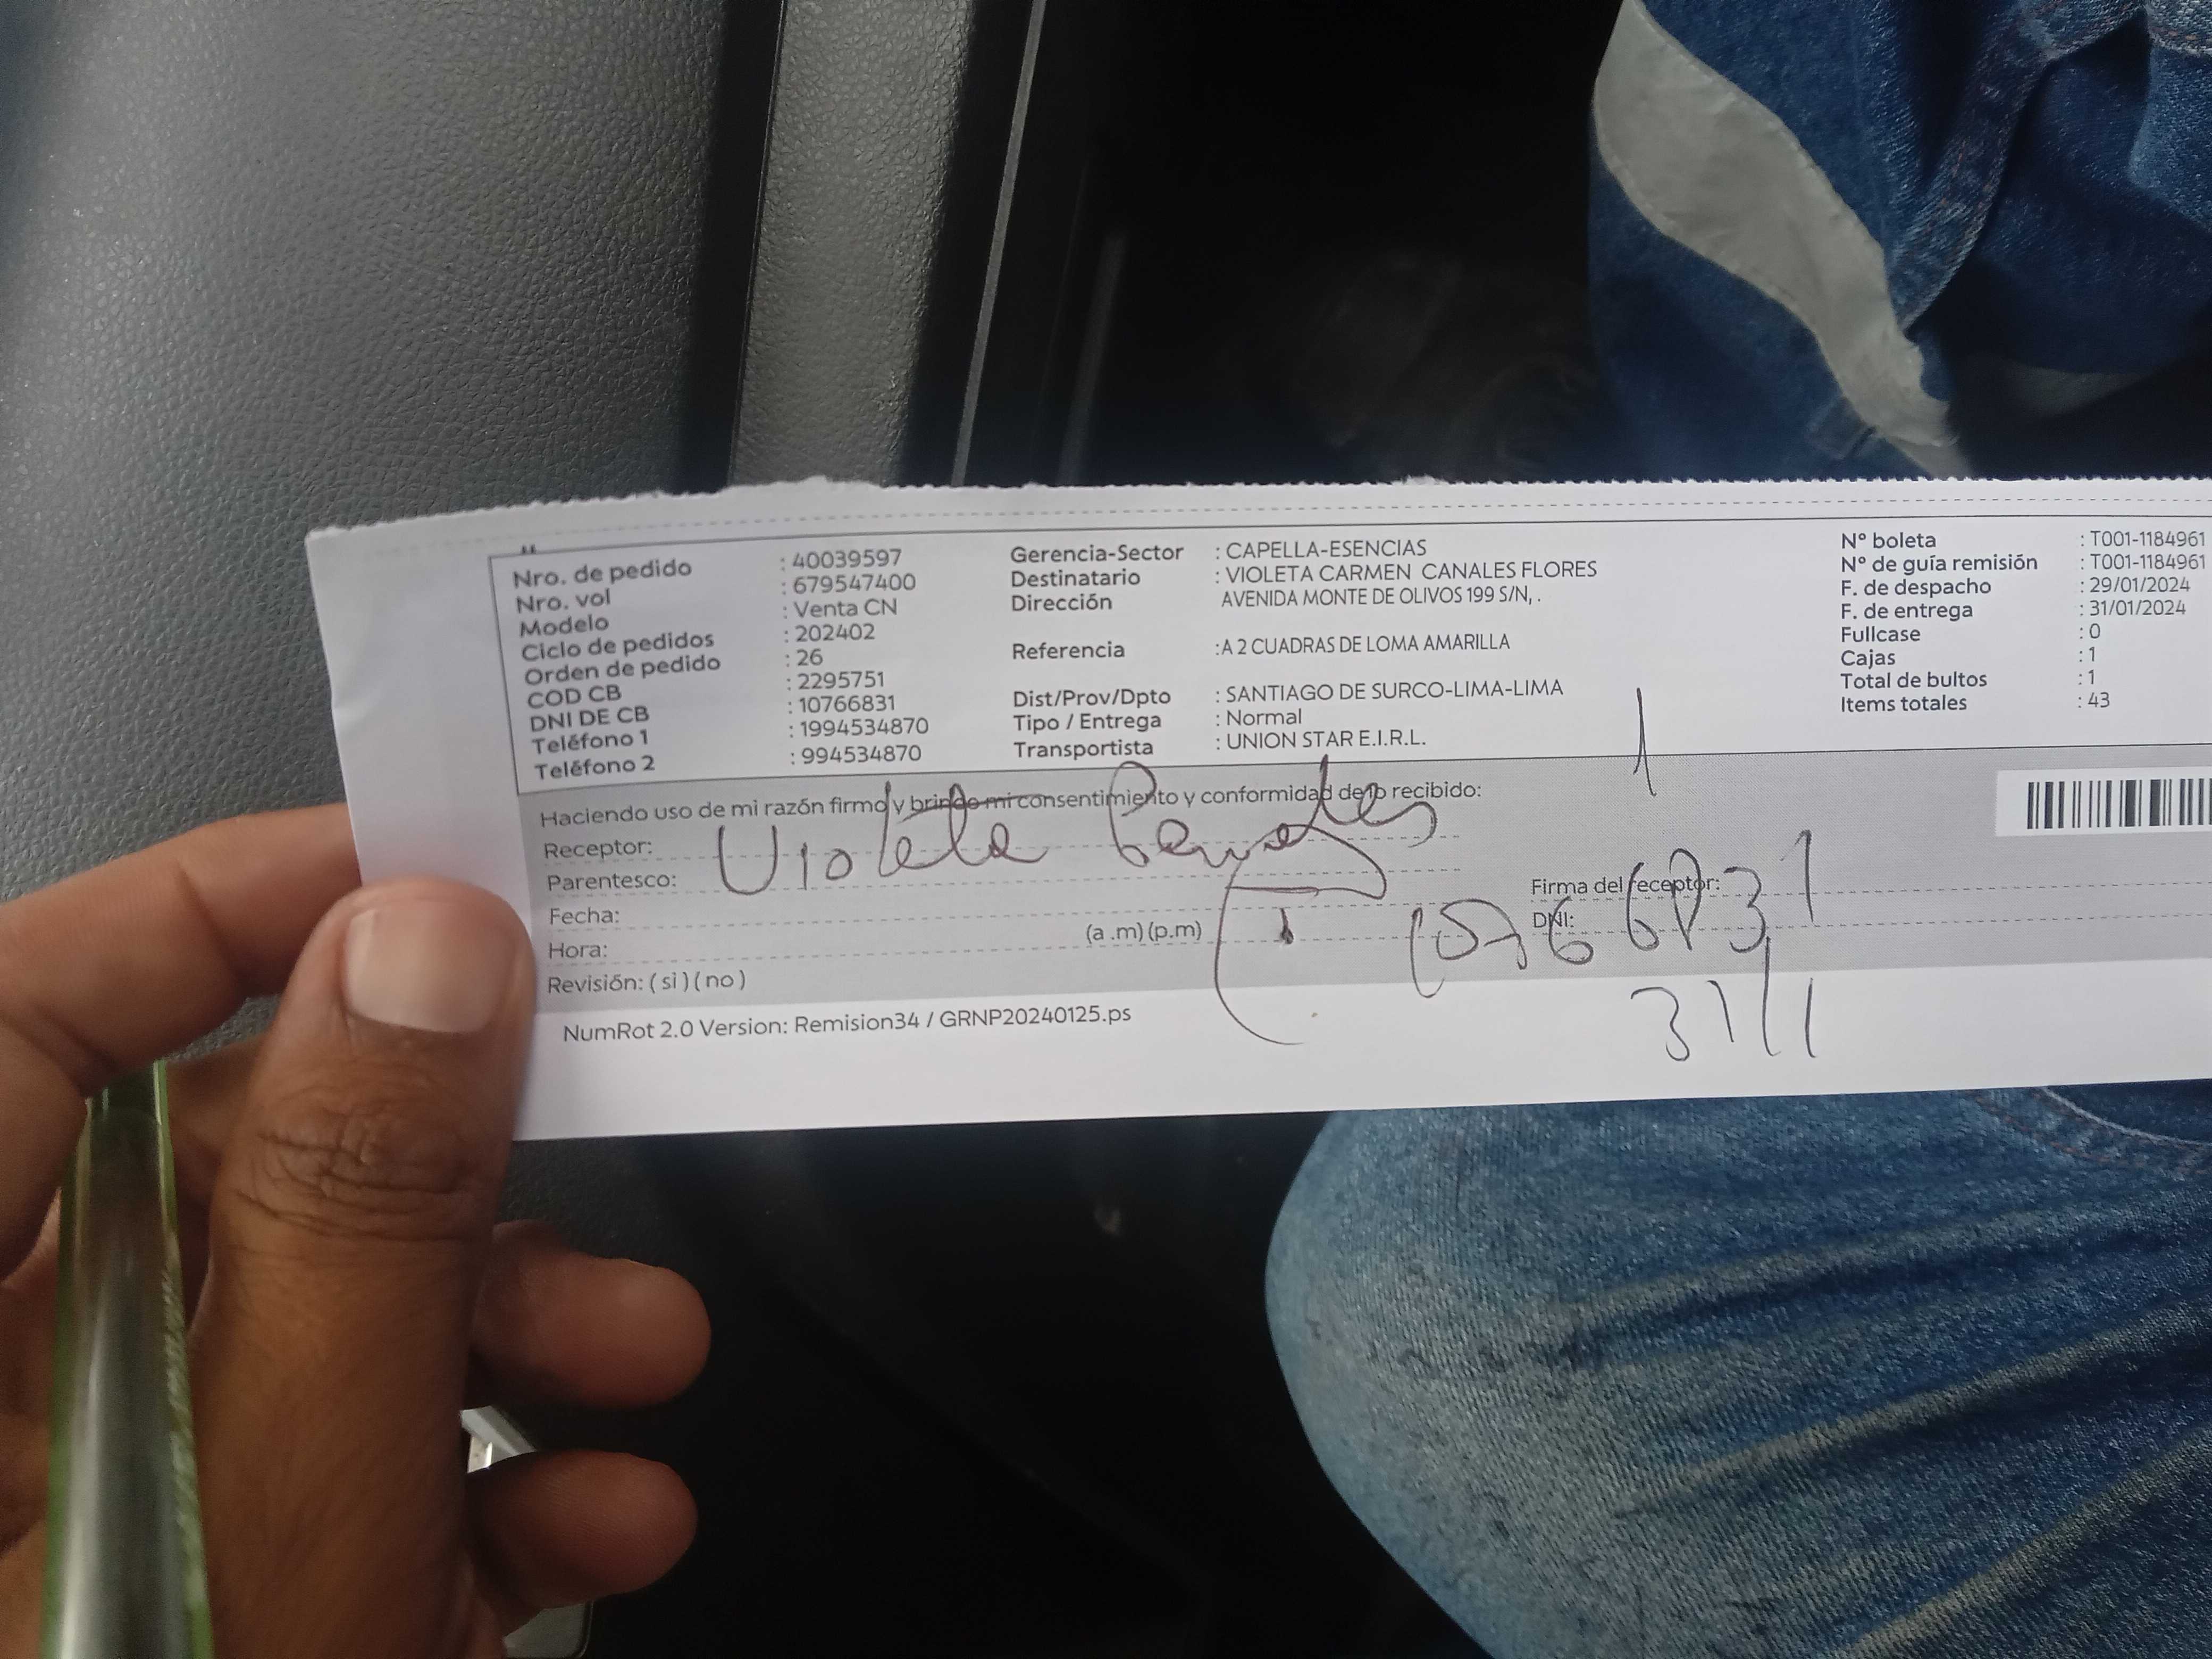 Nro. de pedido : 40039597
Nro. vol : 679547400
Modelo : Venta CN
Ciclo de pedidos : 202402
Orden de pedido : 26
COD CB : 2295751
DNI DE CB : 10766831
Teléfono 1 : 1994534870
Teléfono 2 : 994534870
Gerencia-Sector : CAPELLA-ESENCIAS
Destinatario : VIOLETA CARMEN CANALES FLORES
Dirección AVENIDA MONTE DE OLIVOS 199 S/N, .
Referencia :A 2 CUADRAS DE LOMA AMARILLA
Dist/Prov/Dpto : SANTIAGO DE SURCO-LIMA-LIMA
Tipo / Entrega : Normal
Transportista : UNION STAR E.I.R.L.
Nº boleta : T001-1184961
Nº de guía remisión : T001-1184961
F. de despacho : 29/01/2024
F. de entrega : 31/01/2024
Fullcase : 0
Cajas : 1
Total de bultos : 1
Items totales : 43
Haciendo uso de mi razón firmo y brindo mi consentimiento y conformidad de lo recibido:
Receptor: Violeta Canales
Parentesco:
Fecha:
Hora: (a .m) (p.m)
Revisión: ( si ) ( no )
Firma del receptor:
DNI: 10766831
31/1
NumRot 2.0 Version: Remision34 / GRNP20240125.ps